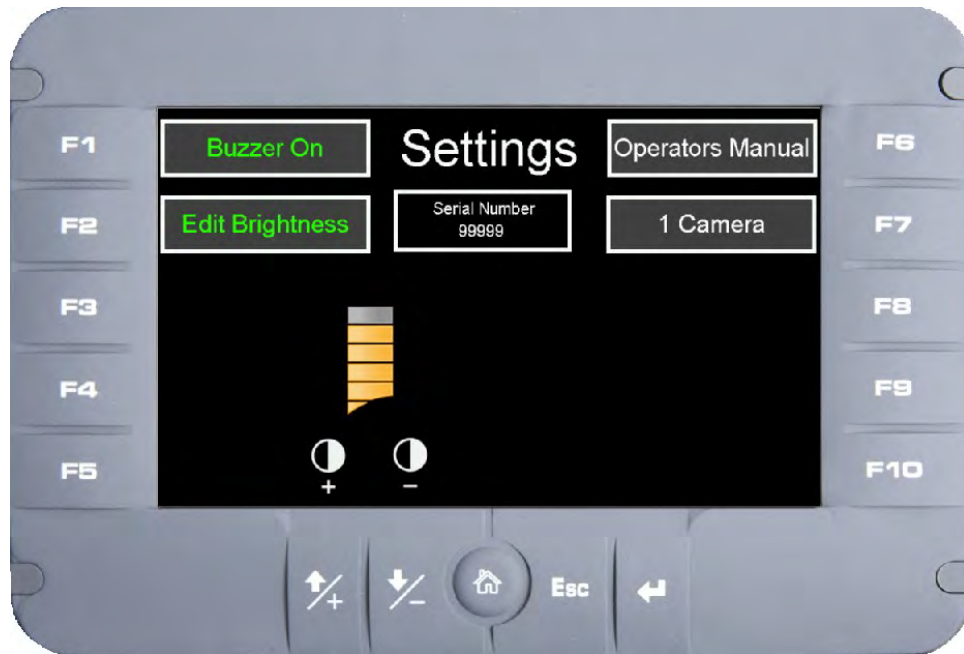 F1
Buzzer On
Settings
Operators Manual
F6
F2
Edit Brightness
Serial Number
99999
1 Camera
F7
F3
F8
F4
F9
F5
+
-
F10
/+
/-
Esc